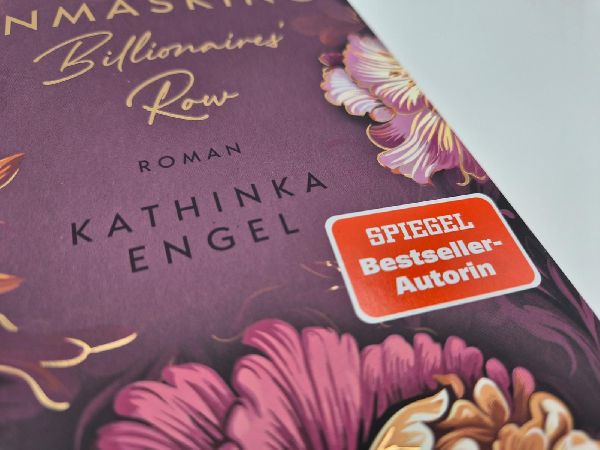 NMASKING
Billionaires'
Row
ROMAN
KATHINKA
ENGEL
SPIEGEL
Bestseller-
Autorin